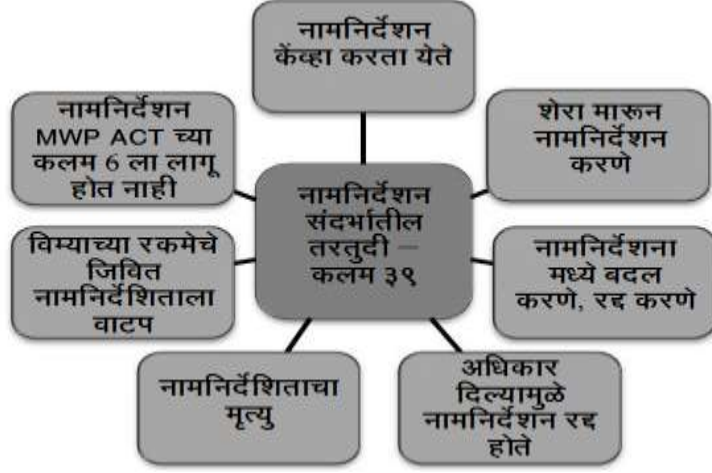 नामनिर्देशन
केंव्हा करता येते
शेरा मारून
नामनिर्देशन
करणे
नामनिर्देशन
MWP ACT च्या
कलम 6 ला लागू
होत नाही
नामनिर्देशन
संदर्भातील
तरतुदी –
कलम ३९
नामनिर्देशना
मध्ये बदल
करणे, रद्द करणे
विम्याच्या रकमेचे
जिवित
नामनिर्देशिताला
वाटप
नामनिर्देशिताचा
मृत्यु
अधिकार
दिल्यामुळे
नामनिर्देशन रद्द
होते